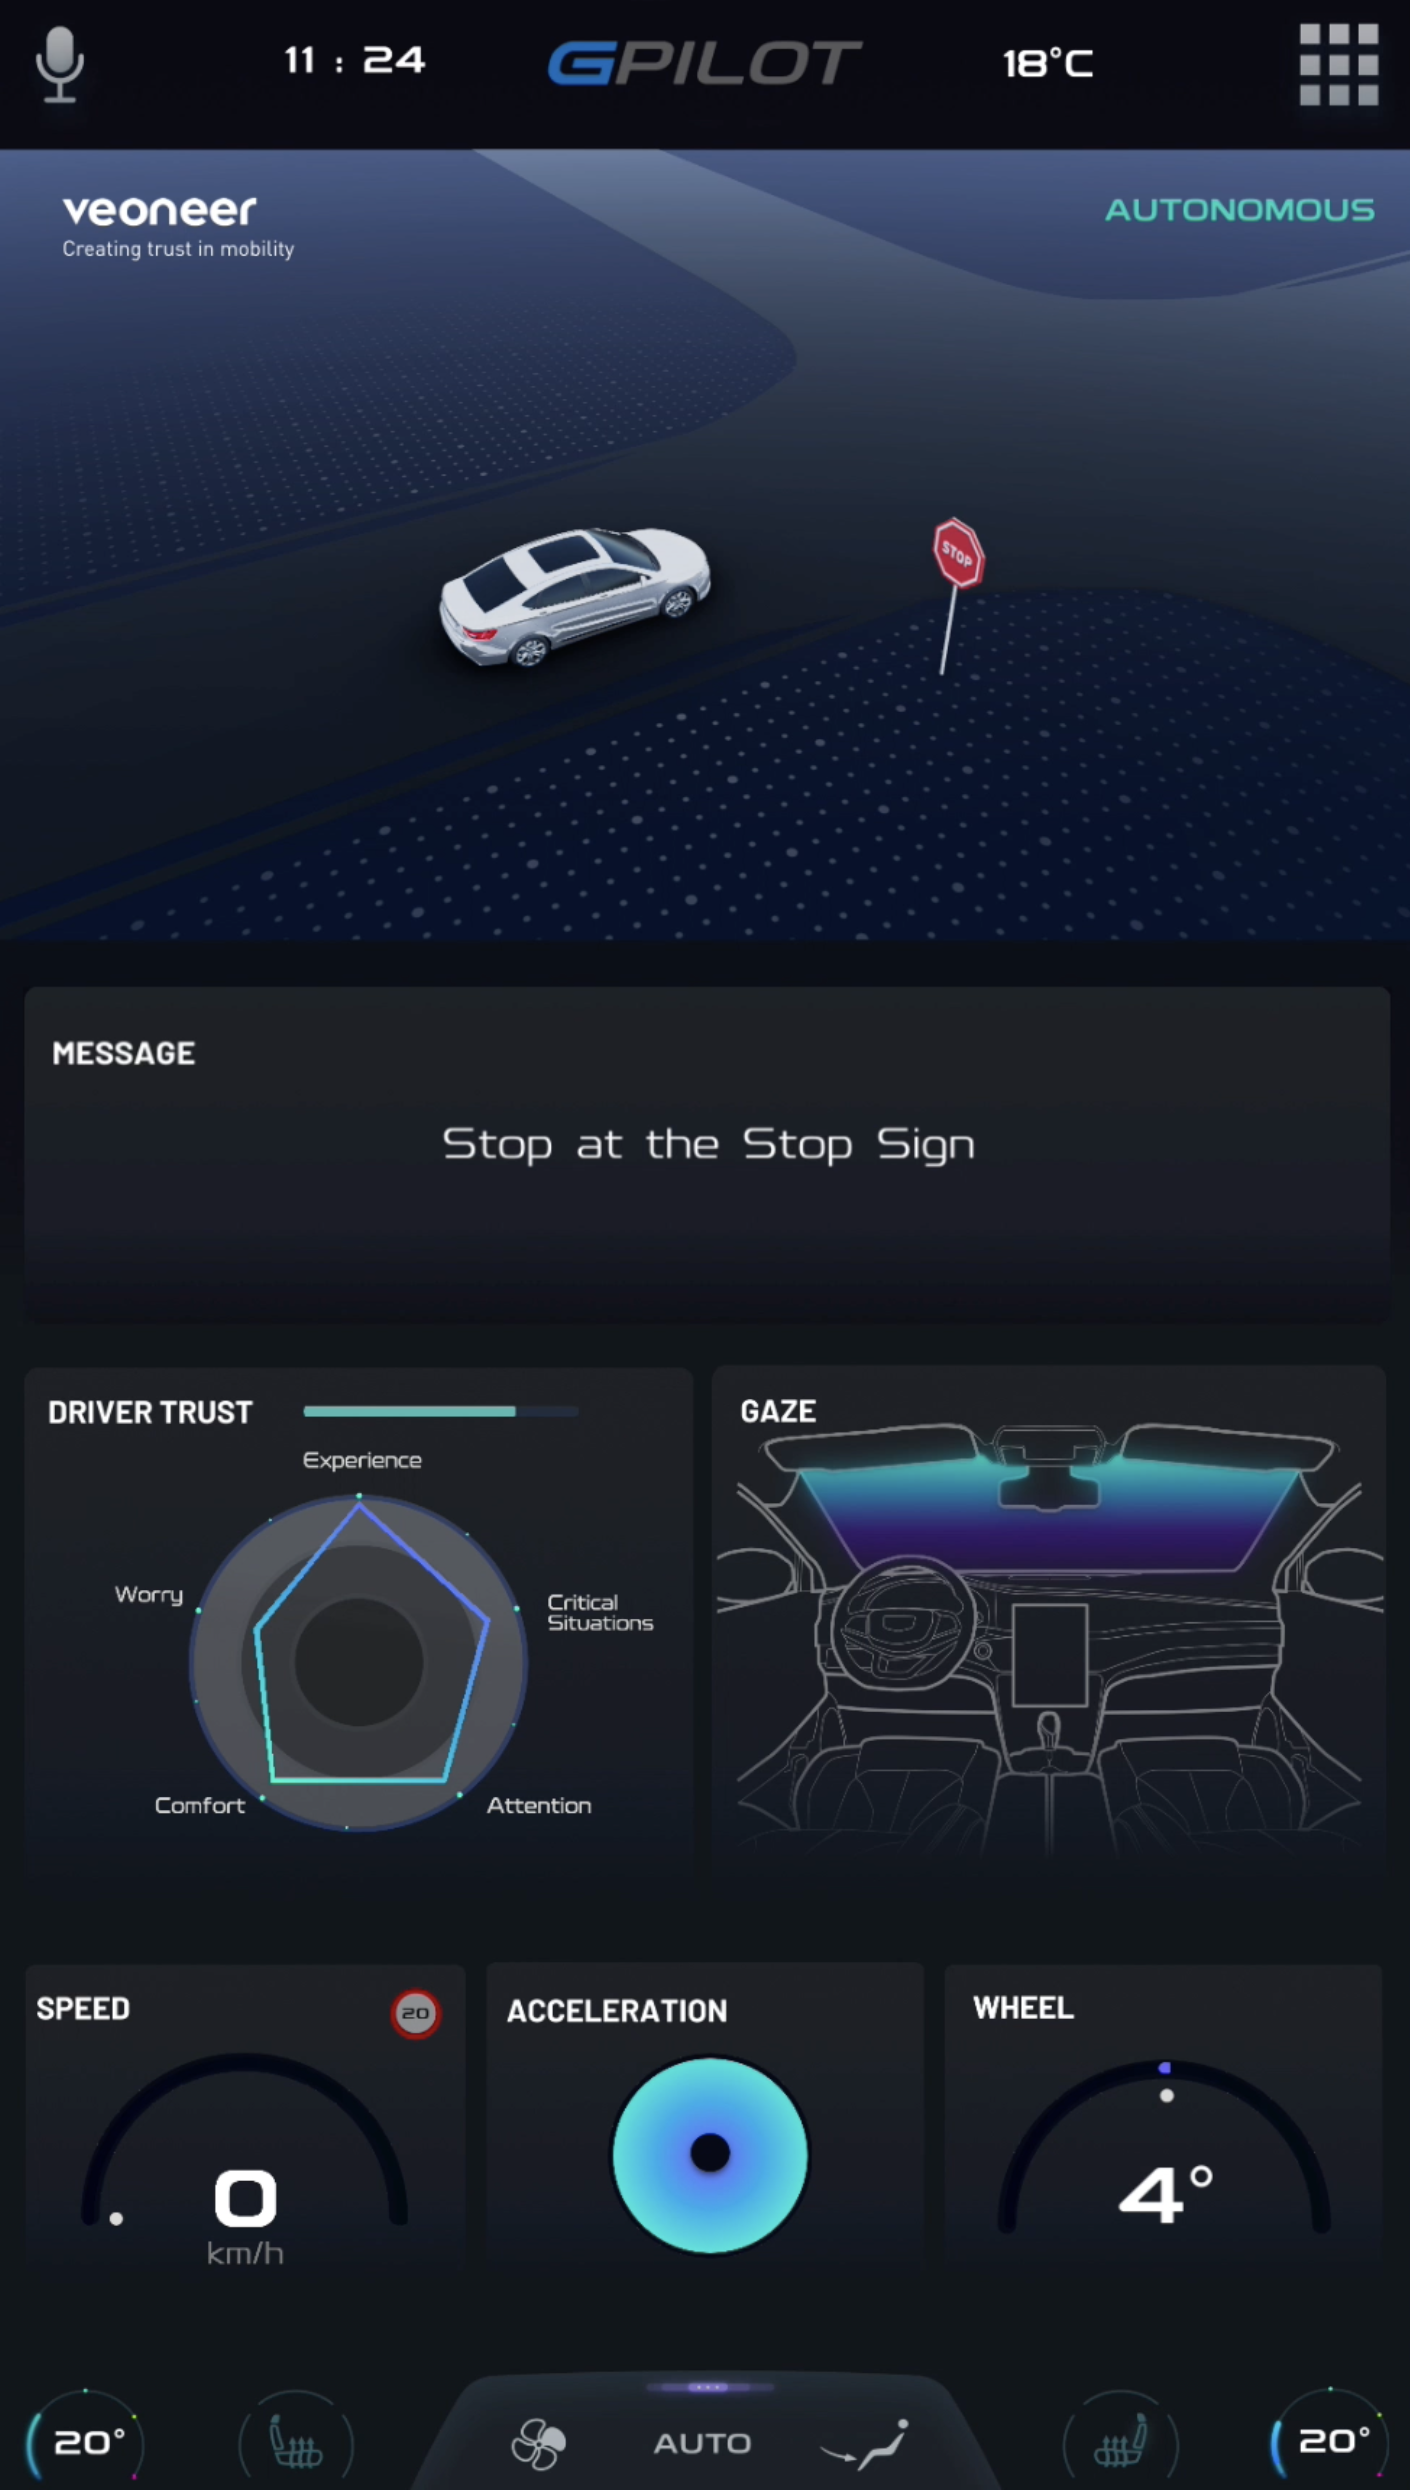 11 : 24
GPILOT
18°C
veoneer
Creating trust in mobility
AUTONOMOUS
STOP
MESSAGE
Stop at the Stop Sign
DRIVER TRUST
Experience
Worry
Critical
Situations
Comfort
Attention
GAZE
SPEED
20
0
km/h
ACCELERATION
WHEEL
4°
20°
AUTO
20°